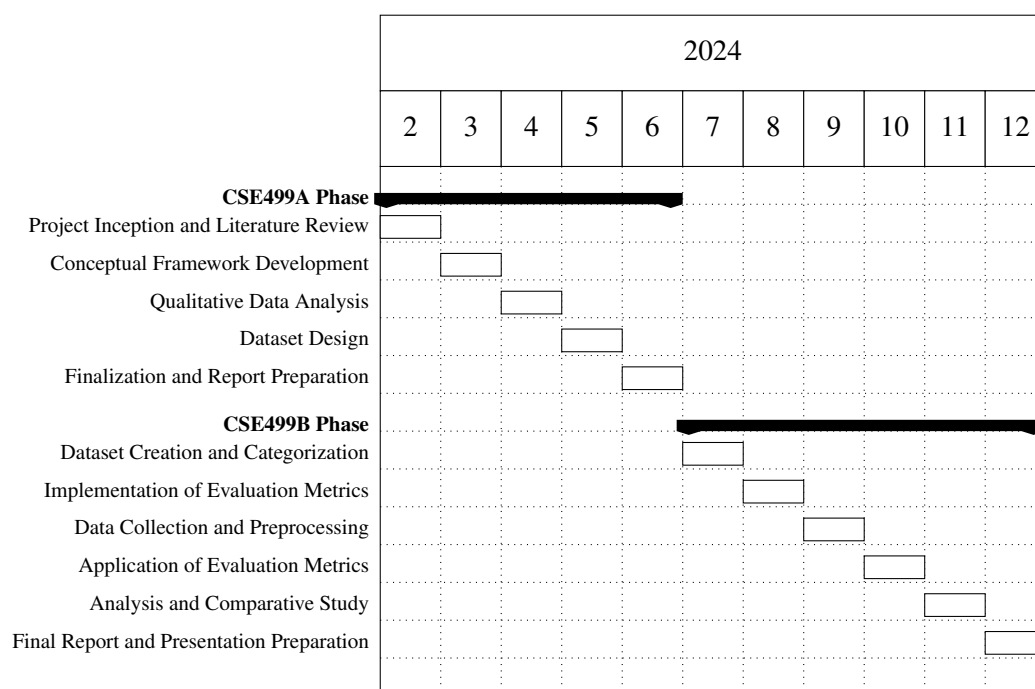 2024
2 3 4 5 6 7 8 9 10 11 12
CSE499A Phase
Project Inception and Literature Review
Conceptual Framework Development
Qualitative Data Analysis
Dataset Design
Finalization and Report Preparation
CSE499B Phase
Dataset Creation and Categorization
Implementation of Evaluation Metrics
Data Collection and Preprocessing
Application of Evaluation Metrics
Analysis and Comparative Study
Final Report and Presentation Preparation